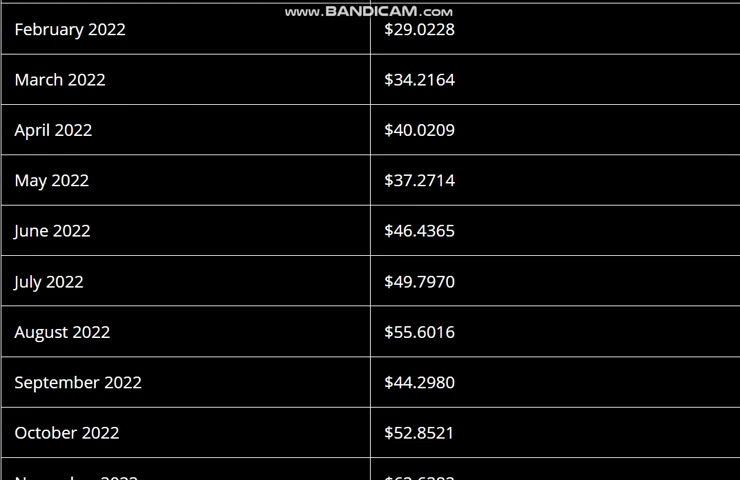 www.BANDICAM.com
February 2022 $29.0228
March 2022 $34.2164
April 2022 $40.0209
May 2022 $37.2714
June 2022 $46.4365
July 2022 $49.7970
August 2022 $55.6016
September 2022 $44.2980
October 2022 $52.8521